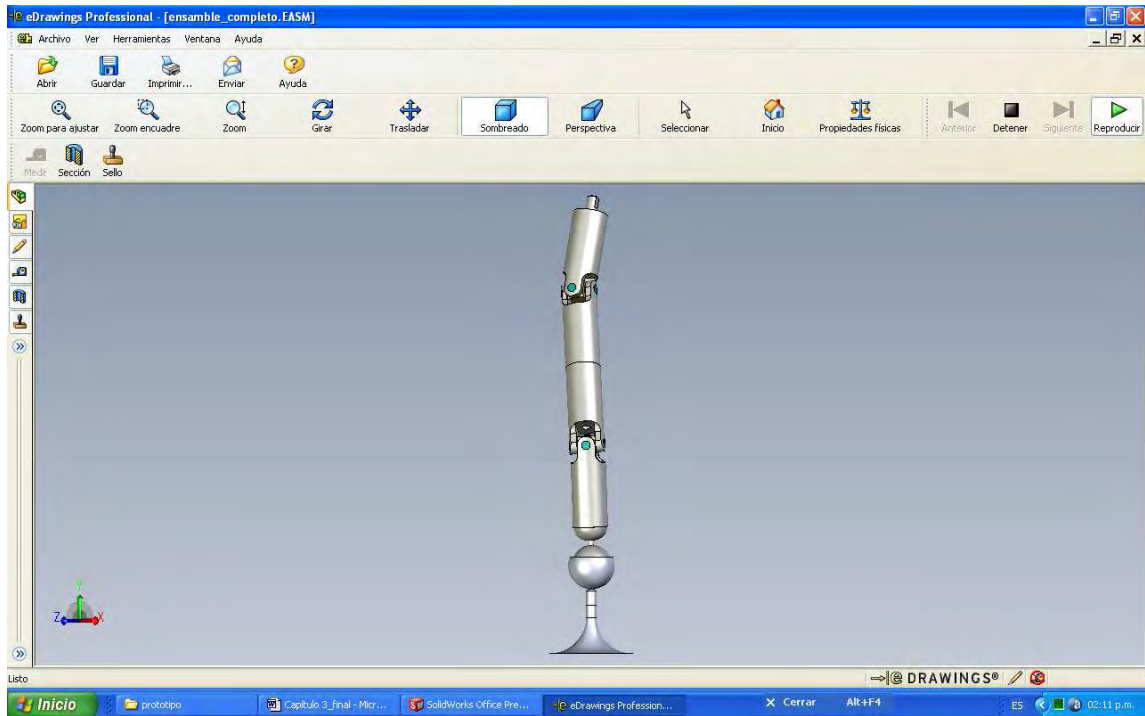 eDrawings Professional - [ensamble_completo.EASM]
Archivo Ver Herramientas Ventana Ayuda
Abrir Guardar Imprimir... Enviar Ayuda
Zoom para ajustar Zoom encuadre Zoom Girar Trasladar Sombreado Perspectiva Seleccionar Inicio Propiedades físicas Anterior Detener Siguiente Reproducir
Medir Sección Sello
Y
Z X
Listo
eDRAWINGS®
Inicio prototipo Capitulo 3_final - Micr... SolidWorks Office Pre... eDrawings Profession... X Cerrar Alt+F4 ES 02:11 p.m.